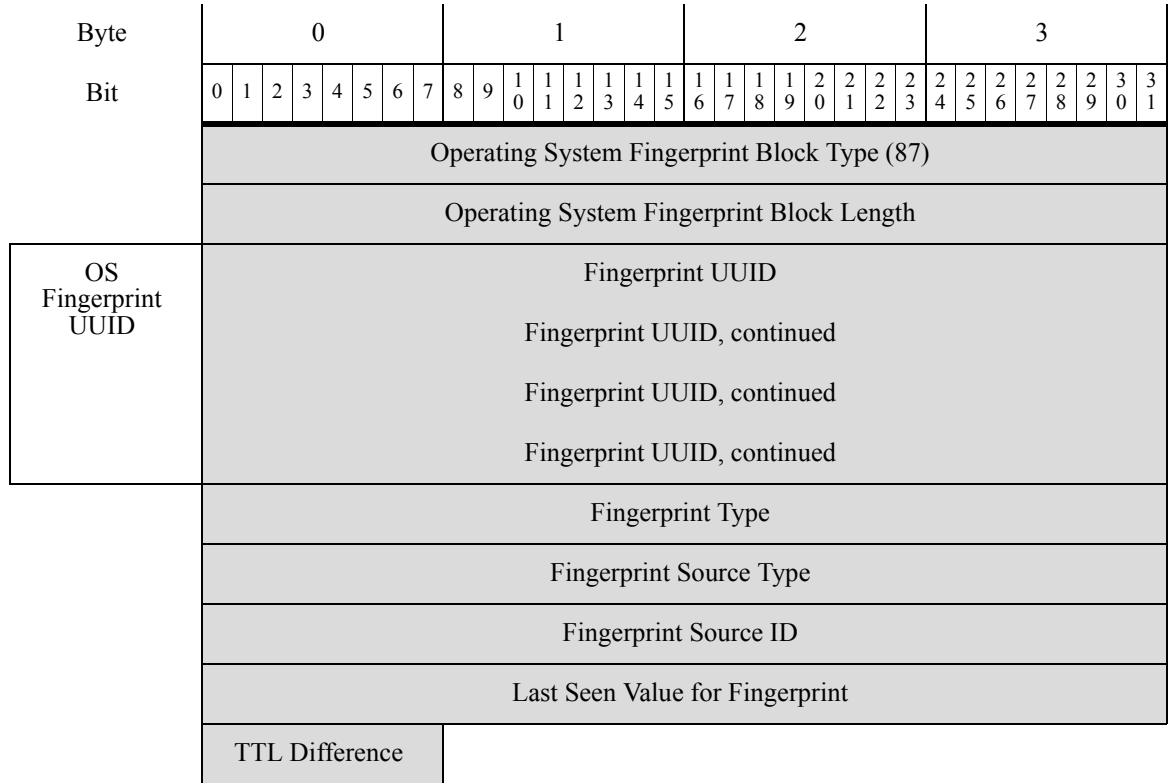 Byte 0 1 2 3
Bit 0 1 2 3 4 5 6 7 8 9 10 11 12 13 14 15 16 17 18 19 20 21 22 23 24 25 26 27 28 29 30 31
Operating System Fingerprint Block Type (87)
Operating System Fingerprint Block Length
OS
Fingerprint
UUID
Fingerprint UUID
Fingerprint UUID, continued
Fingerprint UUID, continued
Fingerprint UUID, continued
Fingerprint Type
Fingerprint Source Type
Fingerprint Source ID
Last Seen Value for Fingerprint
TTL Difference